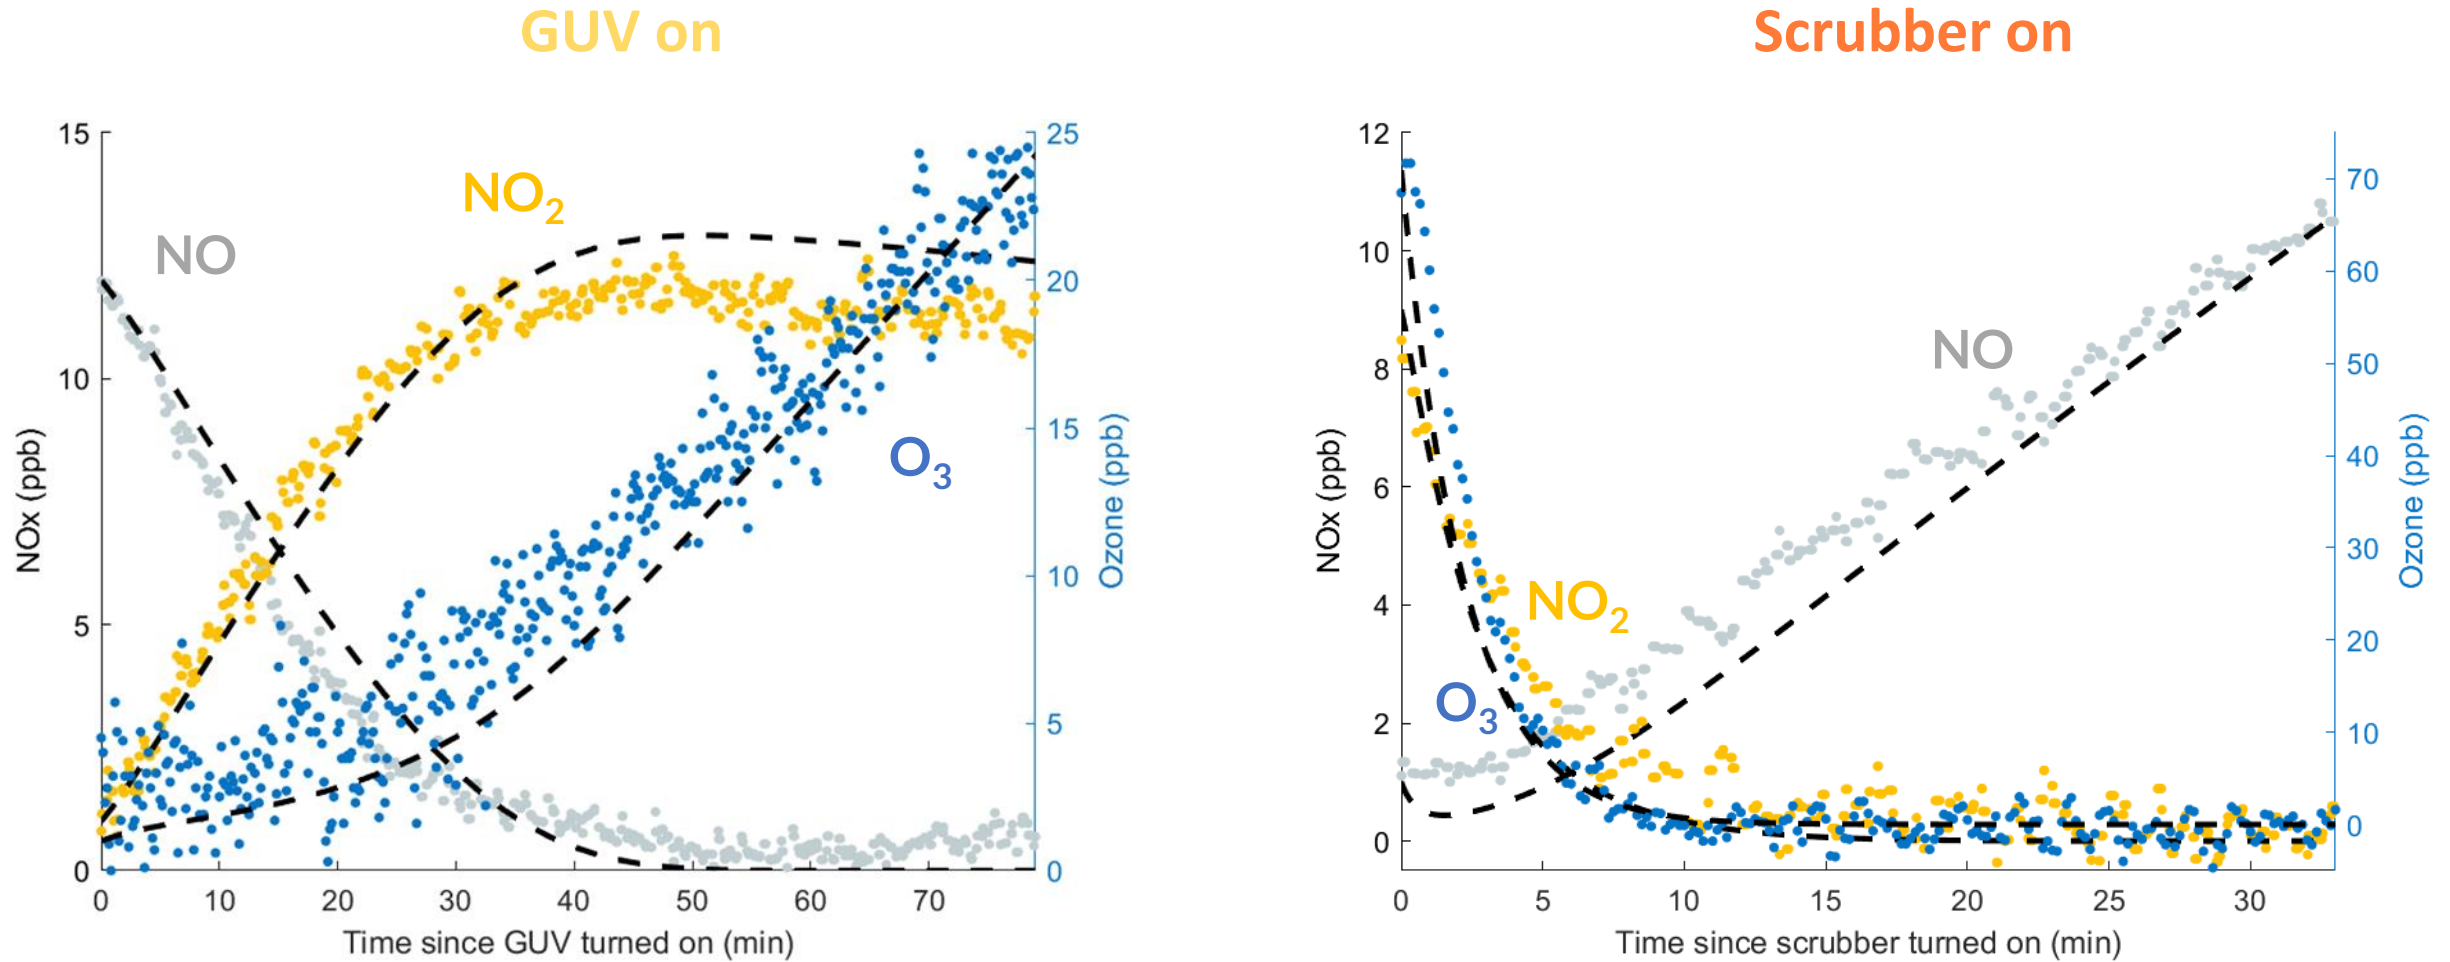 GUV on
15
10
5
0
NOx (ppb)
NO
NO2
O3
25
20
15
10
5
0
Ozone (ppb)
0 10 20 30 40 50 60 70
Time since GUV turned on (min)
Scrubber on
12
10
8
6
4
2
0
NOx (ppb)
NO
NO2
O3
70
60
50
40
30
20
10
0
Ozone (ppb)
0 5 10 15 20 25 30
Time since scrubber turned on (min)